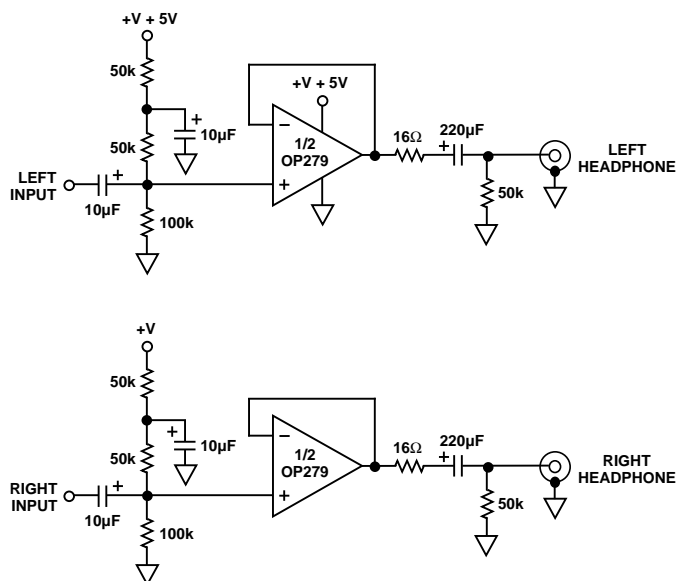 +V + 5V
50k
+
10µF
50k
LEFT
INPUT
+
10µF
100k
+V + 5V
−
1/2
OP279
+
16Ω
220µF
+
50k
LEFT
HEADPHONE
+V
50k
+
10µF
50k
RIGHT
INPUT
+
10µF
100k
−
1/2
OP279
+
16Ω
220µF
+
50k
RIGHT
HEADPHONE